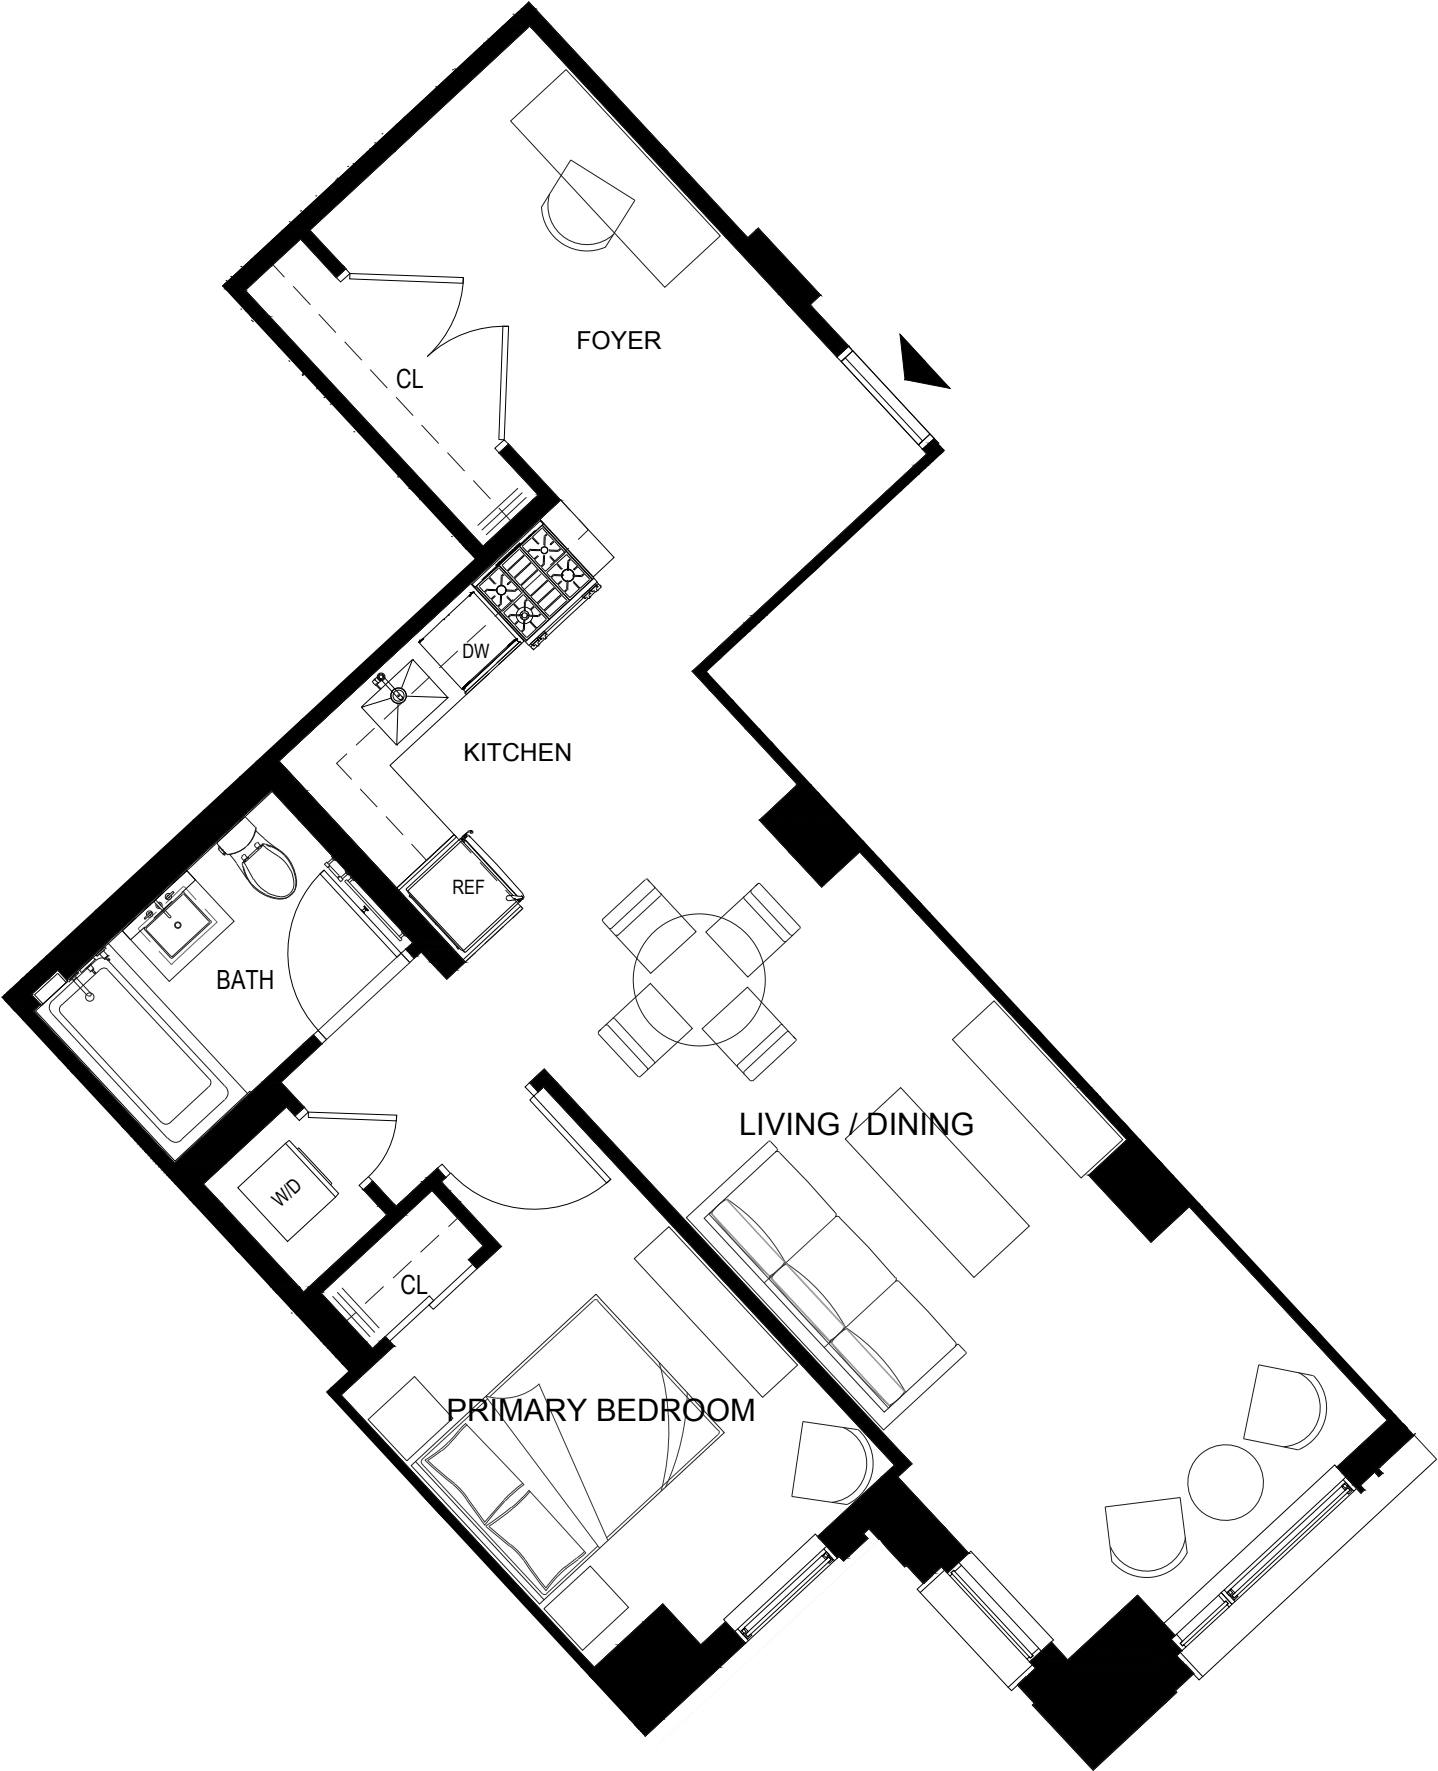 FOYER
CL
DW
KITCHEN
REF
BATH
LIVING / DINING
W/D
CL
PRIMARY BEDROOM